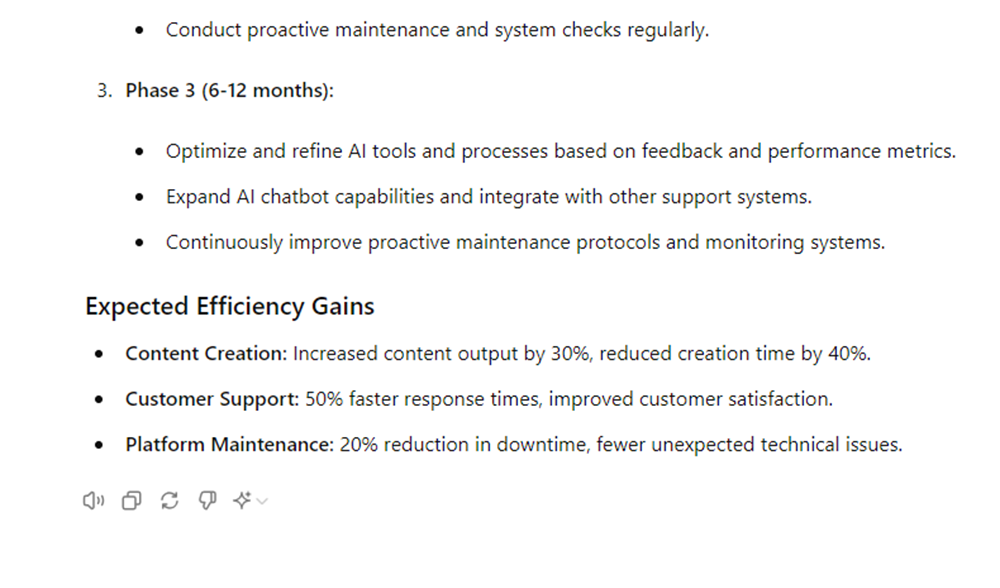 • Conduct proactive maintenance and system checks regularly.
3. Phase 3 (6-12 months):
• Optimize and refine AI tools and processes based on feedback and performance metrics.
• Expand AI chatbot capabilities and integrate with other support systems.
• Continuously improve proactive maintenance protocols and monitoring systems.
Expected Efficiency Gains
• Content Creation: Increased content output by 30%, reduced creation time by 40%.
• Customer Support: 50% faster response times, improved customer satisfaction.
• Platform Maintenance: 20% reduction in downtime, fewer unexpected technical issues.